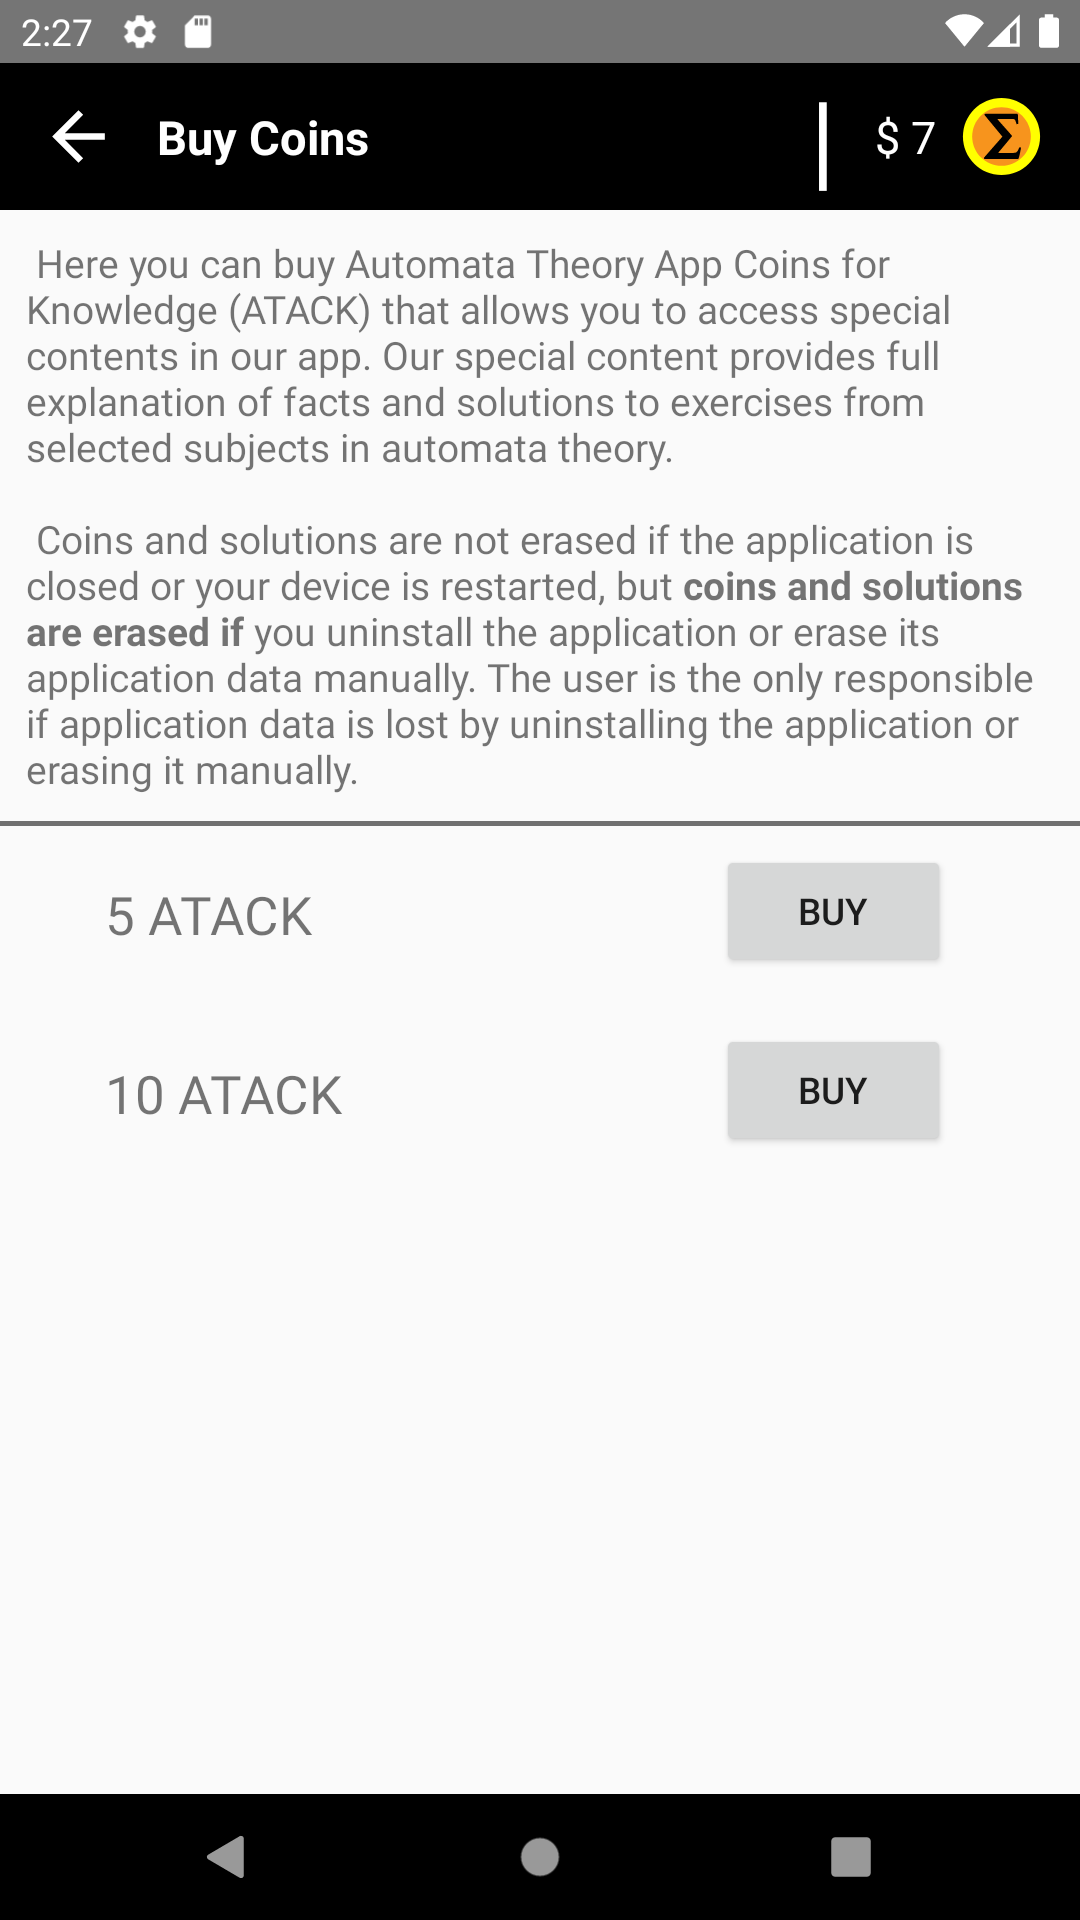 2:27
Buy Coins
$ 7 Σ
Here you can buy Automata Theory App Coins for
Knowledge (ATACK) that allows you to access special
contents in our app. Our special content provides full
explanation of facts and solutions to exercises from
selected subjects in automata theory.
Coins and solutions are not erased if the application is
closed or your device is restarted, but coins and solutions
are erased if you uninstall the application or erase its
application data manually. The user is the only responsible
if application data is lost by uninstalling the application or
erasing it manually.
5 ATACK
BUY
10 ATACK
BUY